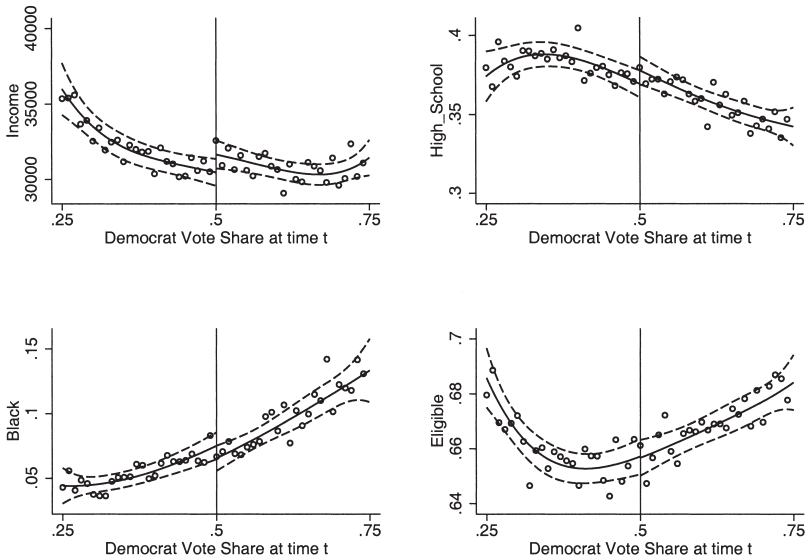 40000
35000
30000
Income
.25 .5 .75
Democrat Vote Share at time t
.4
.35
.3
High_School
.25 .5 .75
Democrat Vote Share at time t
.15
.1
.05
Black
.25 .5 .75
Democrat Vote Share at time t
.7
.68
.66
.64
Eligible
.25 .5 .75
Democrat Vote Share at time t